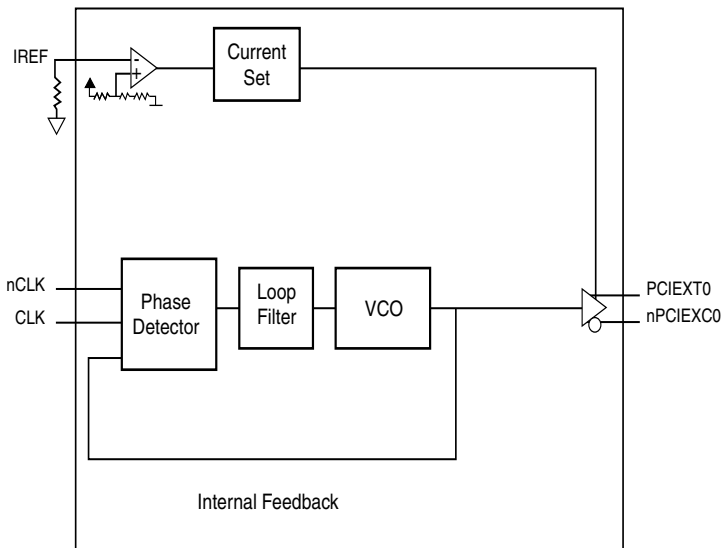 IREF
-
+
Current
Set
nCLK
CLK
Phase
Detector
Loop
Filter
VCO
PCIEXT0
nPCIEXC0
Internal Feedback